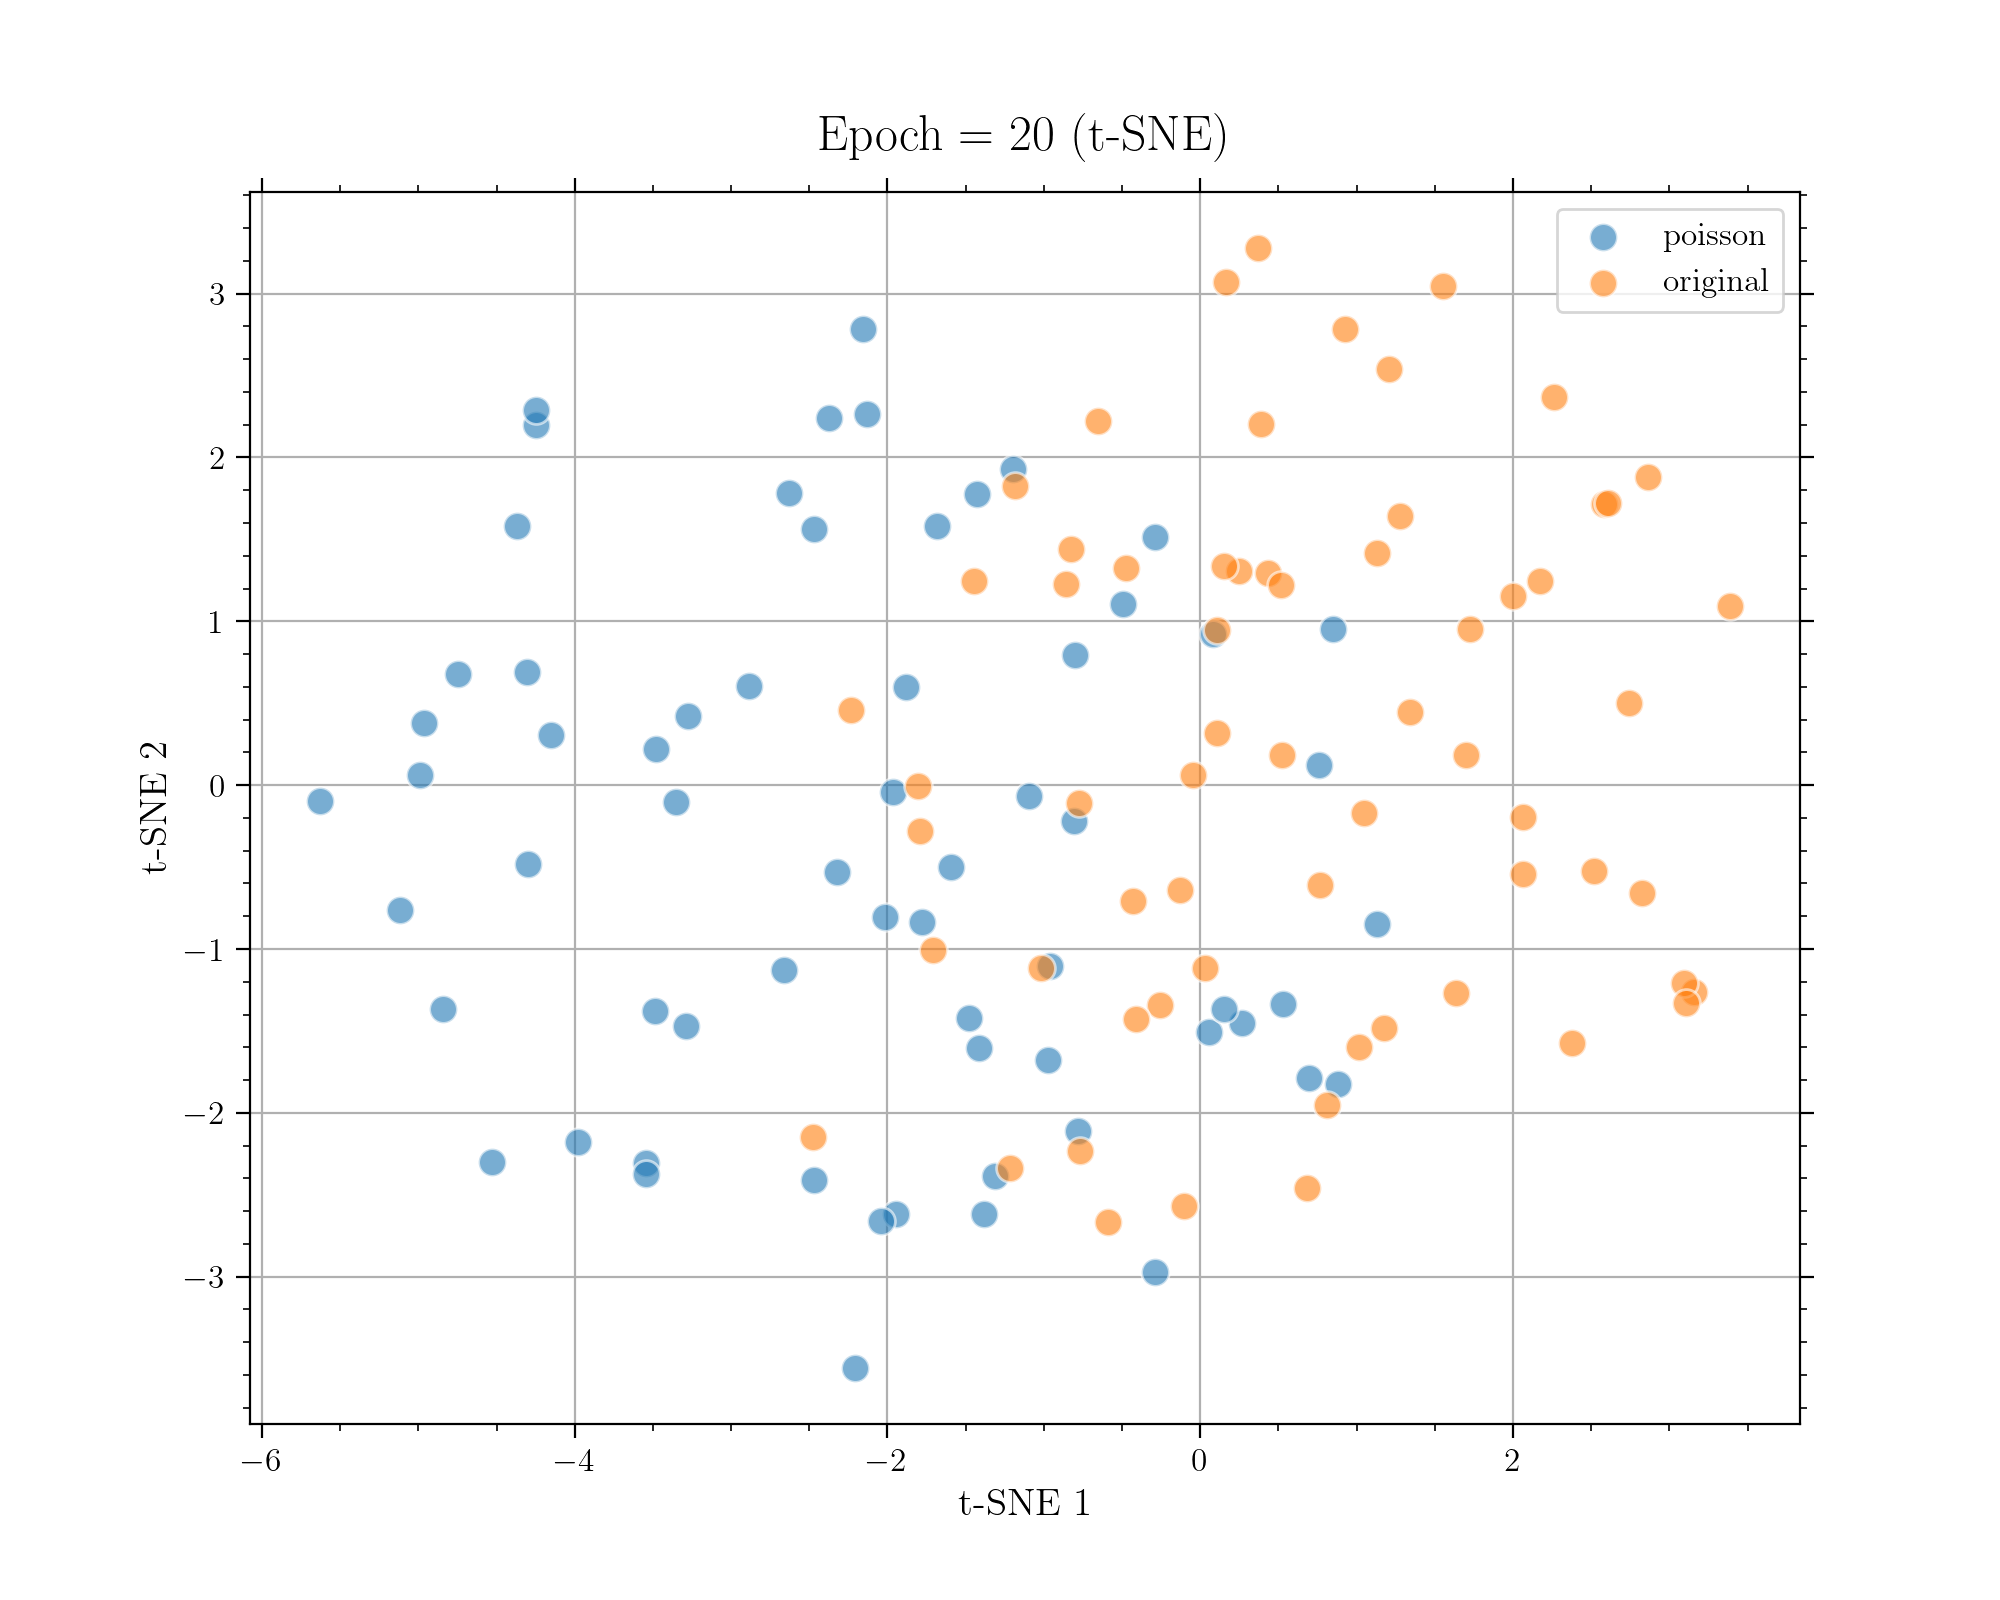 Epoch = 20 (t-SNE)
poisson
original
3
2
1
0
−1
−2
−3
t-SNE 2
−6 −4 −2 0 2
t-SNE 1